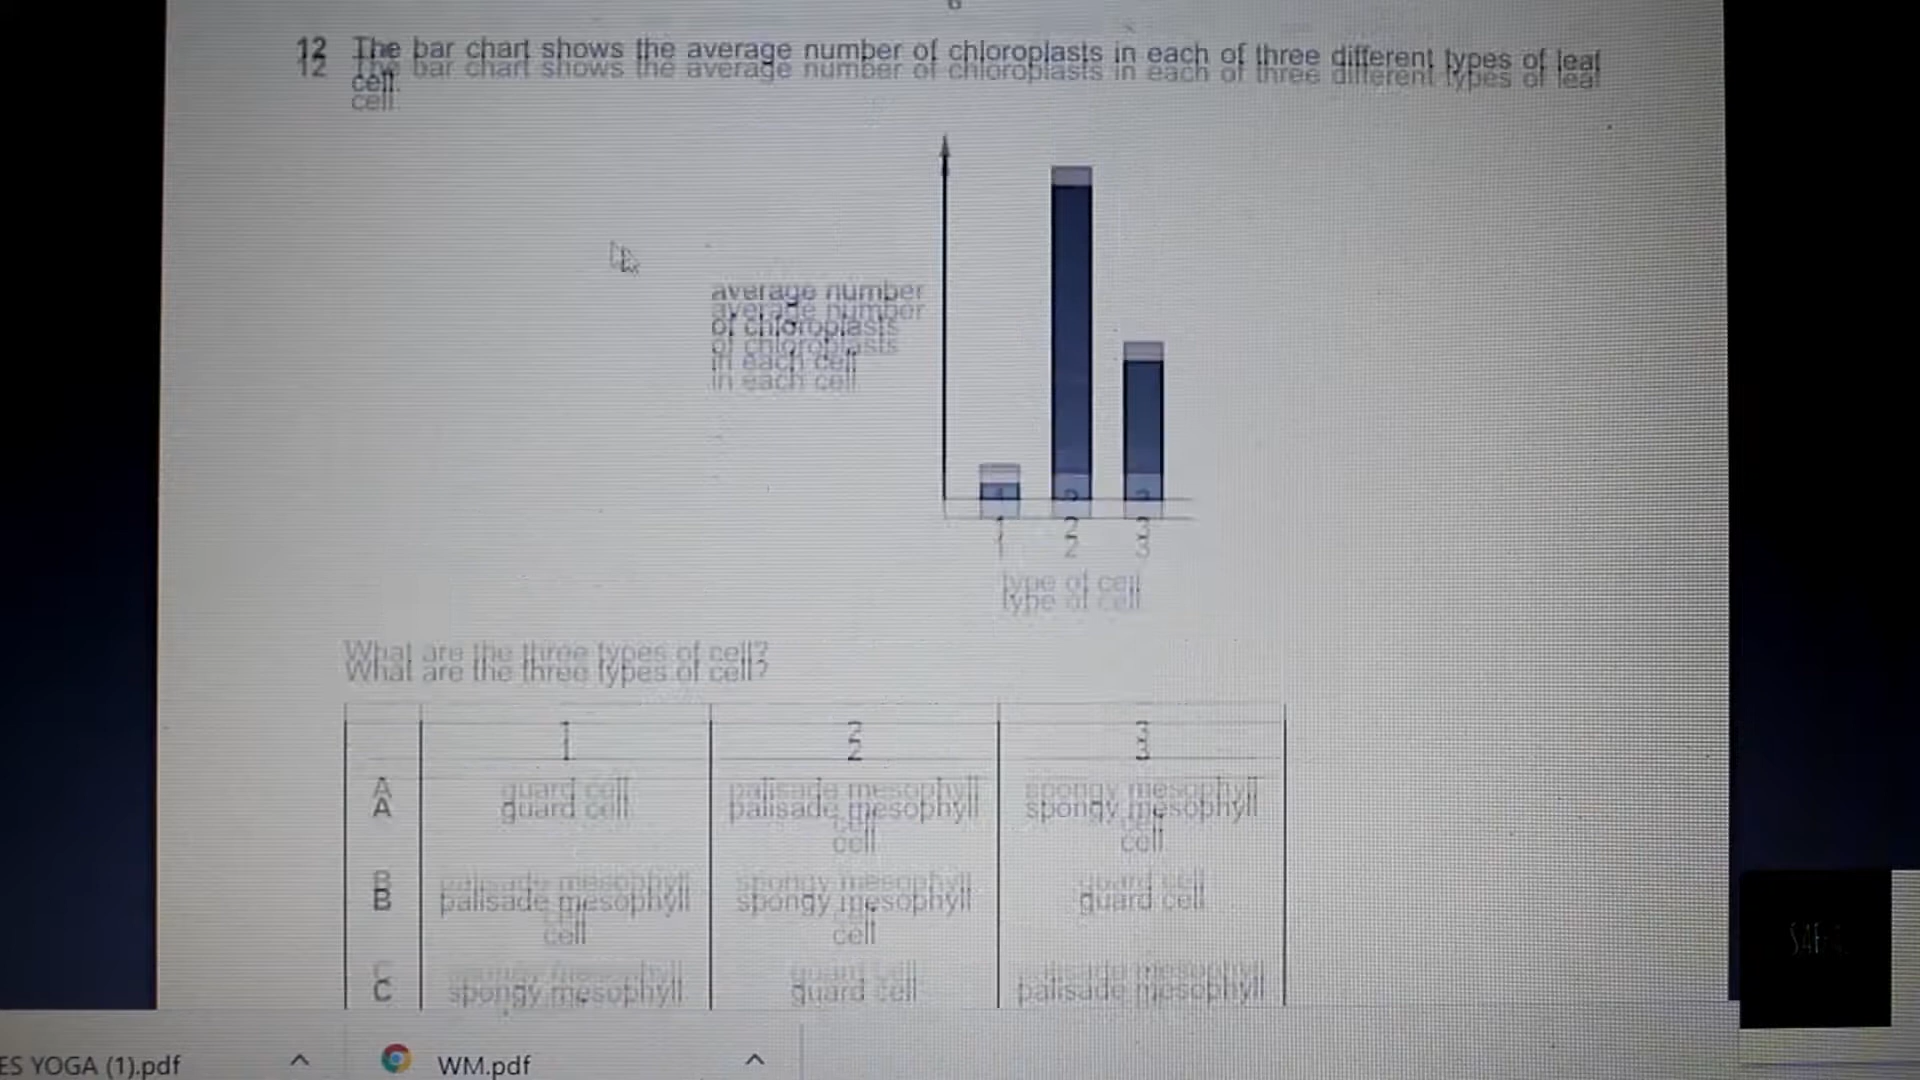 12 The bar chart shows the average number of chloroplasts in each of three different types of leaf
cell.
average number
of chloroplasts
in each cell
1 2 3
type of cell
What are the three types of cell?
1 2 3
A guard cell palisade mesophyll spongy mesophyll
cell cell
B palisade mesophyll spongy mesophyll guard cell
cell cell
C spongy mesophyll guard cell palisade mesophyll
ES YOGA (1).pdf WM.pdf